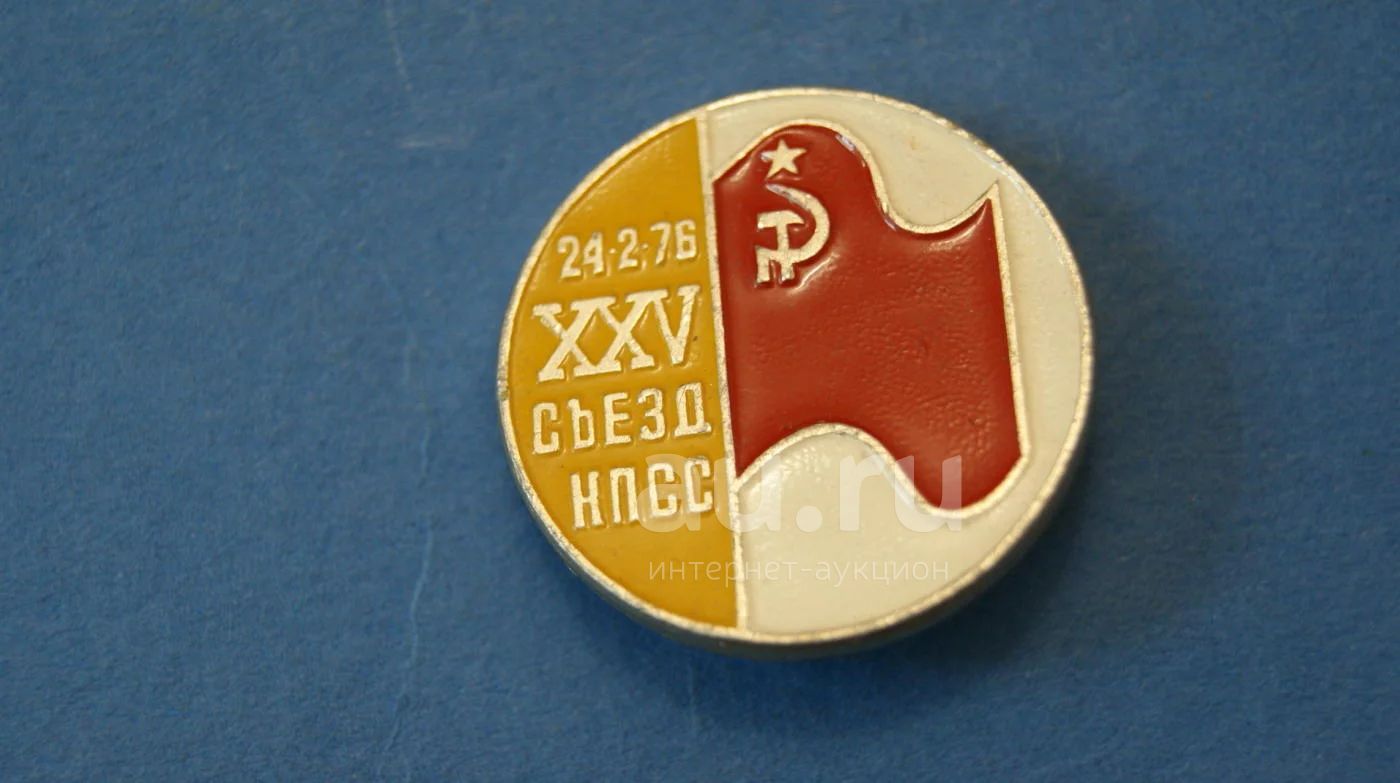 24·2·76
XXV
СЪЕЗД
КПСС
au.ru
интернет-аукцион